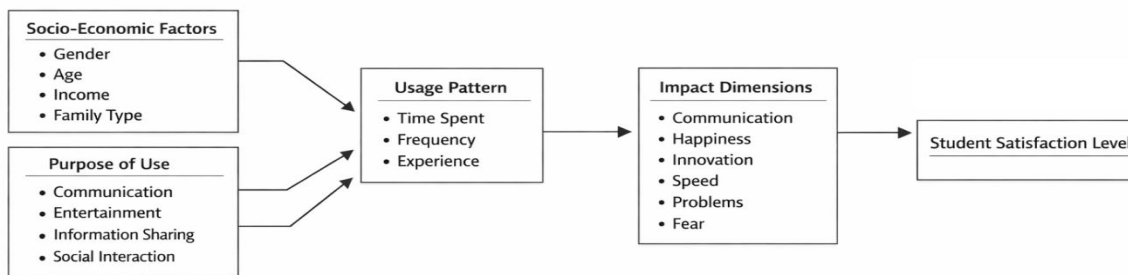 Socio-Economic Factors
• Gender
• Age
• Income
• Family Type
Purpose of Use
• Communication
• Entertainment
• Information Sharing
• Social Interaction
Usage Pattern
• Time Spent
• Frequency
• Experience
Impact Dimensions
• Communication
• Happiness
• Innovation
• Speed
• Problems
• Fear
Student Satisfaction Level